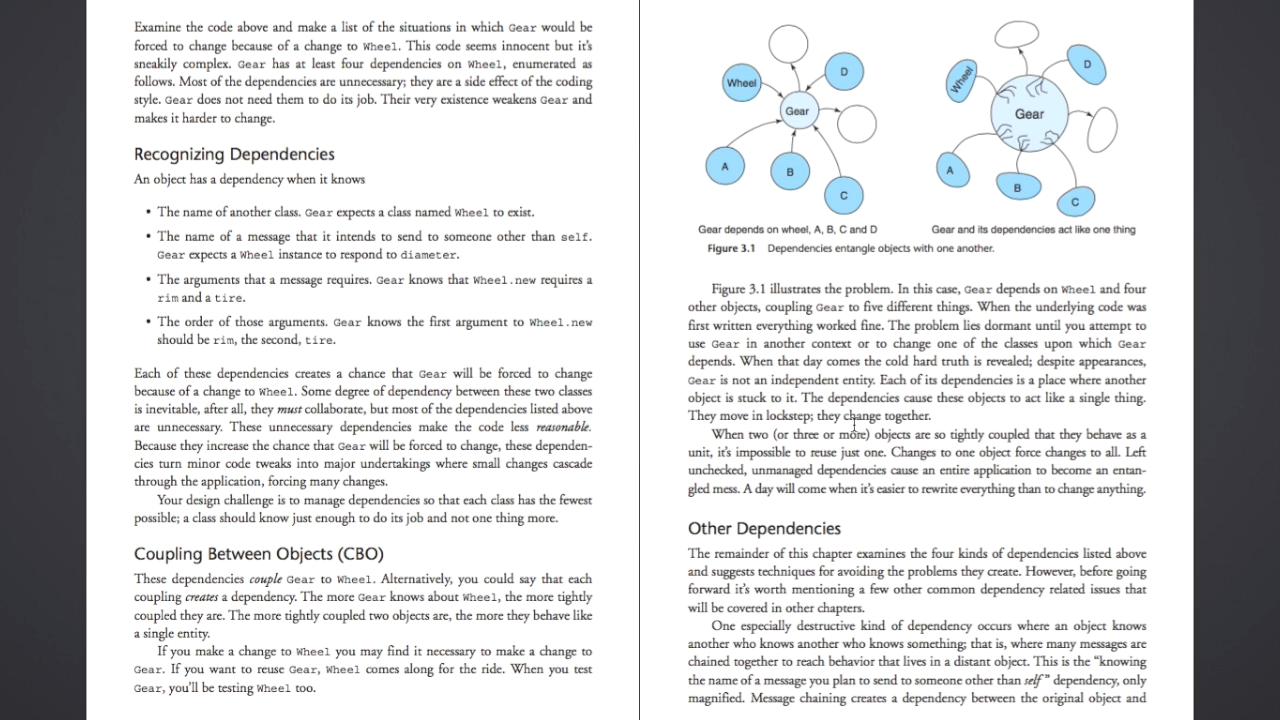 Examine the code above and make a list of the situations in which Gear would be
forced to change because of a change to Wheel. This code seems innocent but it's
sneakily complex. Gear has at least four dependencies on Wheel, enumerated as
follows. Most of the dependencies are unnecessary; they are a side effect of the coding
style. Gear does not need them to do its job. Their very existence weakens Gear and
makes it harder to change.
Recognizing Dependencies
An object has a dependency when it knows
• The name of another class. Gear expects a class named Wheel to exist.
• The name of a message that it intends to send to someone other than self.
Gear expects a Wheel instance to respond to diameter.
• The arguments that a message requires. Gear knows that Wheel.new requires a
rim and a tire.
• The order of those arguments. Gear knows the first argument to Wheel.new
should be rim, the second, tire.
Each of these dependencies creates a chance that Gear will be forced to change
because of a change to Wheel. Some degree of dependency between these two classes
is inevitable, after all, they must collaborate, but most of the dependencies listed above
are unnecessary. These unnecessary dependencies make the code less reasonable.
Because they increase the chance that Gear will be forced to change, these dependen-
cies turn minor code tweaks into major undertakings where small changes cascade
through the application, forcing many changes.
Your design challenge is to manage dependencies so that each class has the fewest
possible; a class should know just enough to do its job and not one thing more.
Coupling Between Objects (CBO)
These dependencies couple Gear to Wheel. Alternatively, you could say that each
coupling creates a dependency. The more Gear knows about Wheel, the more tightly
coupled they are. The more tightly coupled two objects are, the more they behave like
a single entity.
If you make a change to Wheel you may find it necessary to make a change to
Gear. If you want to reuse Gear, Wheel comes along for the ride. When you test
Gear, you'll be testing Wheel too.
Wheel
D
Gear
A
B
C
Wheel
D
Gear
A
B
C
Gear depends on wheel, A, B, C and D
Gear and its dependencies act like one thing
Figure 3.1 Dependencies entangle objects with one another.
Figure 3.1 illustrates the problem. In this case, Gear depends on Wheel and four
other objects, coupling Gear to five different things. When the underlying code was
first written everything worked fine. The problem lies dormant until you attempt to
use Gear in another context or to change one of the classes upon which Gear
depends. When that day comes the cold hard truth is revealed; despite appearances,
Gear is not an independent entity. Each of its dependencies is a place where another
object is stuck to it. The dependencies cause these objects to act like a single thing.
They move in lockstep; they change together.
When two (or three or more) objects are so tightly coupled that they behave as a
unit, it's impossible to reuse just one. Changes to one object force changes to all. Left
unchecked, unmanaged dependencies cause an entire application to become an entan-
gled mess. A day will come when it's easier to rewrite everything than to change anything.
Other Dependencies
The remainder of this chapter examines the four kinds of dependencies listed above
and suggests techniques for avoiding the problems they create. However, before going
forward it's worth mentioning a few other common dependency related issues that
will be covered in other chapters.
One especially destructive kind of dependency occurs where an object knows
another who knows another who knows something; that is, where many messages are
chained together to reach behavior that lives in a distant object. This is the "knowing
the name of a message you plan to send to someone other than self" dependency, only
magnified. Message chaining creates a dependency between the original object and